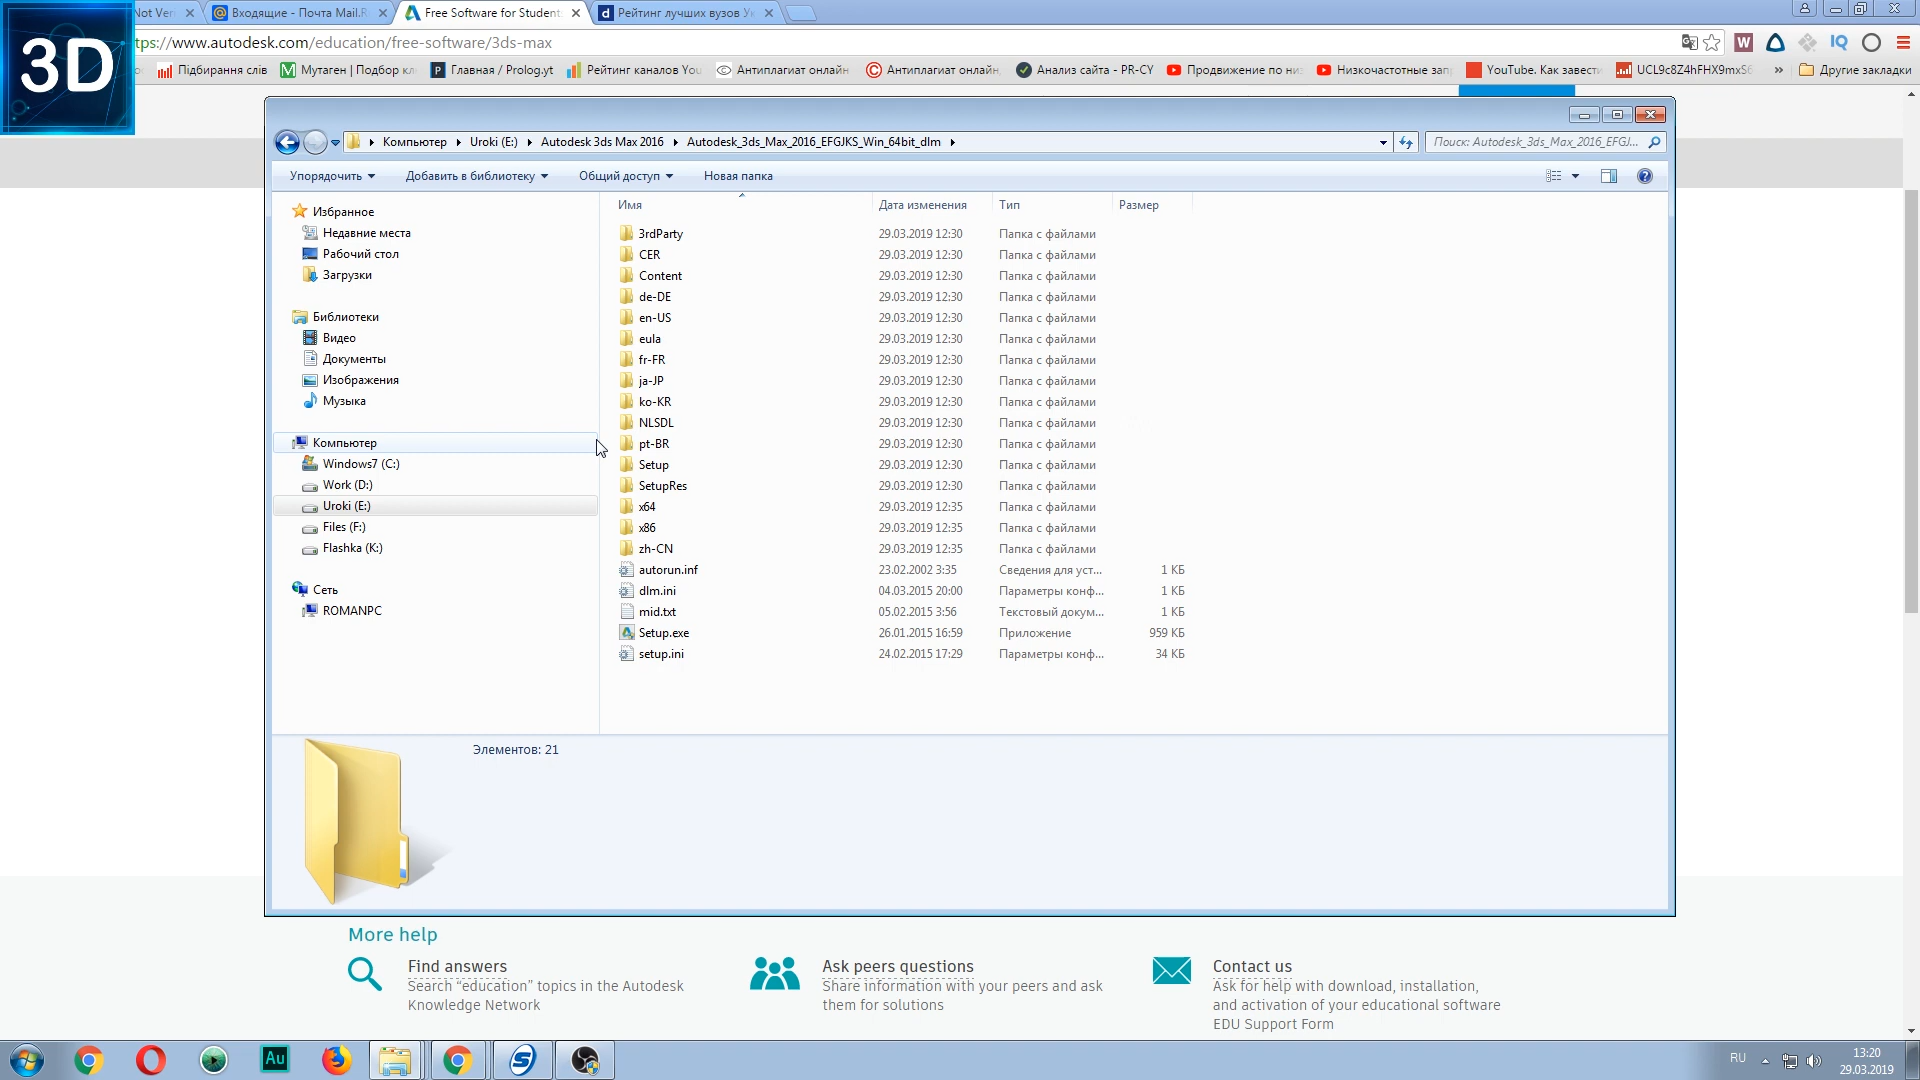 3D
Not Ver
Входящие - Почта Mail.R
Free Software for Student
Рейтинг лучших вузов Ук
tps://www.autodesk.com/education/free-software/3ds-max
W
IQ
Підбирання слів
Мутаген | Подбор кл
Главная / Prolog.yt
Рейтинг каналов You
Антиплагиат онлайн
Антиплагиат онлайн,
Анализ сайта - PR-CY
Продвижение по низ
Низкочастотные зап
YouTube. Как завести
UCL9c8Z4hFHX9mxS6
»
Другие закладки
Компьютер
Uroki (E:)
Autodesk 3ds Max 2016
Autodesk_3ds_Max_2016_EFGJKS_Win_64bit_dlm
Поиск: Autodesk_3ds_Max_2016_EFGJ...
Упорядочить
Добавить в библиотеку
Общий доступ
Новая папка
Избранное
Недавние места
Рабочий стол
Загрузки
Библиотеки
Видео
Документы
Изображения
Музыка
Компьютер
Windows7 (C:)
Work (D:)
Uroki (E:)
Files (F:)
Flashka (K:)
Сеть
ROMANPC
Имя Дата изменения Тип Размер
3rdParty 29.03.2019 12:30 Папка с файлами
CER 29.03.2019 12:30 Папка с файлами
Content 29.03.2019 12:30 Папка с файлами
de-DE 29.03.2019 12:30 Папка с файлами
en-US 29.03.2019 12:30 Папка с файлами
eula 29.03.2019 12:30 Папка с файлами
fr-FR 29.03.2019 12:30 Папка с файлами
ja-JP 29.03.2019 12:30 Папка с файлами
ko-KR 29.03.2019 12:30 Папка с файлами
NLSDL 29.03.2019 12:30 Папка с файлами
pt-BR 29.03.2019 12:30 Папка с файлами
Setup 29.03.2019 12:30 Папка с файлами
SetupRes 29.03.2019 12:30 Папка с файлами
x64 29.03.2019 12:35 Папка с файлами
x86 29.03.2019 12:35 Папка с файлами
zh-CN 29.03.2019 12:35 Папка с файлами
autorun.inf 23.02.2002 3:35 Сведения для уст... 1 КБ
dlm.ini 04.03.2015 20:00 Параметры конф... 1 КБ
mid.txt 05.02.2015 3:56 Текстовый докум... 1 КБ
Setup.exe 26.01.2015 16:59 Приложение 959 КБ
setup.ini 24.02.2015 17:29 Параметры конф... 34 КБ
Элементов: 21
More help
Find answers
Search “education” topics in the Autodesk
Knowledge Network
Ask peers questions
Share information with your peers and ask
them for solutions
Contact us
Ask for help with download, installation,
and activation of your educational software
EDU Support Form
Au
RU
13:20
29.03.2019